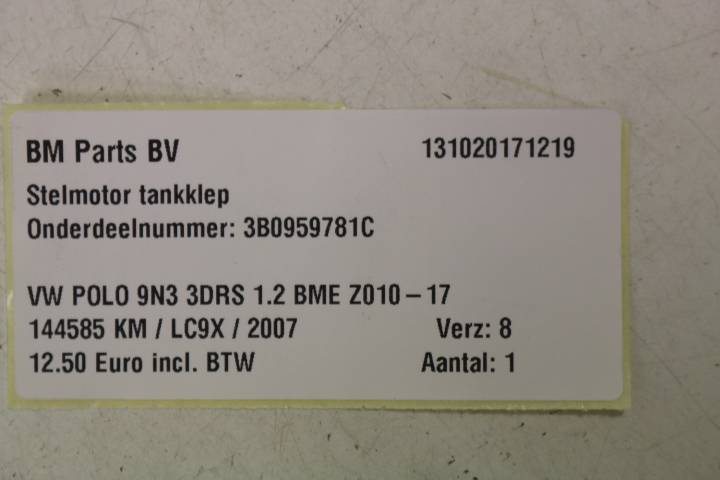 BM Parts BV 131020171219
Stelmotor tankklep
Onderdeelnummer: 3B0959781C
VW POLO 9N3 3DRS 1.2 BME Z010 – 17
144585 KM / LC9X / 2007 Verz: 8
12.50 Euro incl. BTW Aantal: 1